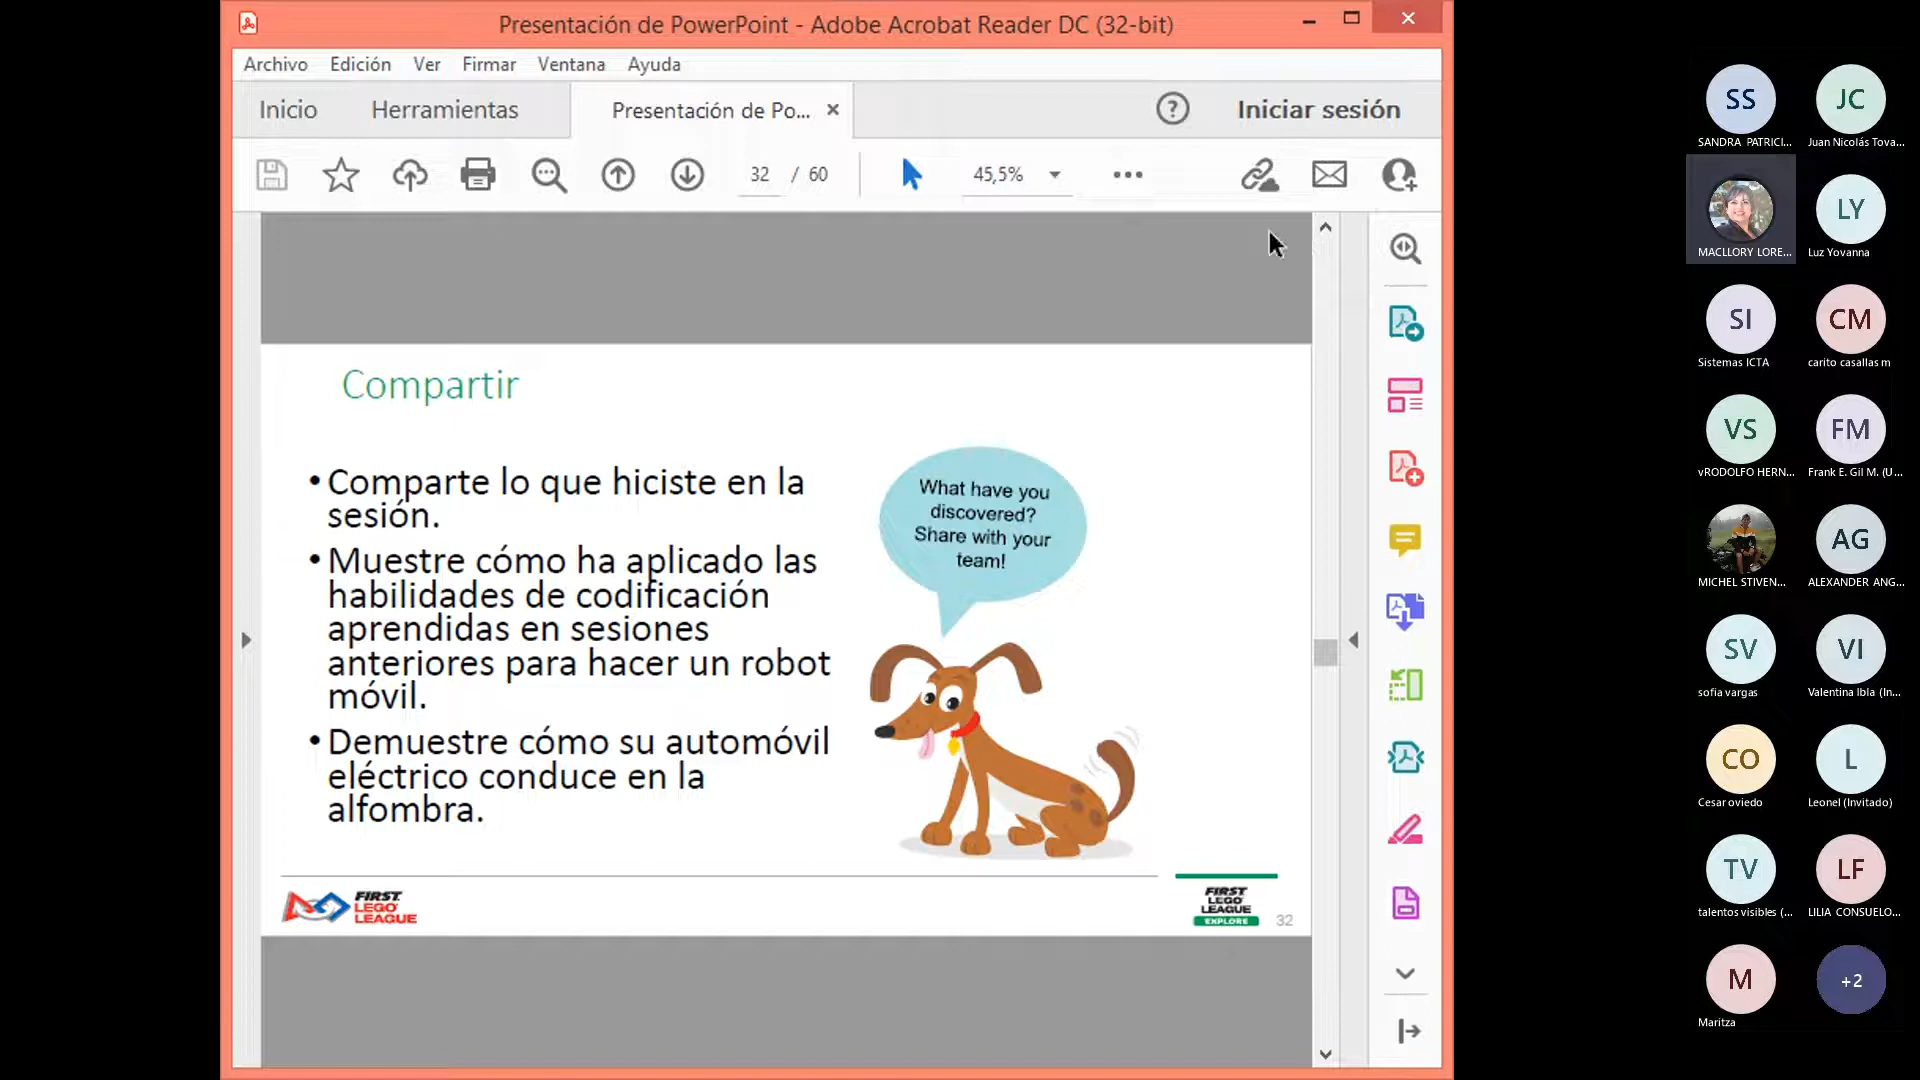 Presentación de PowerPoint - Adobe Acrobat Reader DC (32-bit)
Archivo Edición Ver Firmar Ventana Ayuda
Inicio Herramientas Presentación de Po... Iniciar sesión
32 / 60 45,5%
Compartir
• Comparte lo que hiciste en la
sesión.
• Muestre cómo ha aplicado las
habilidades de codificación
aprendidas en sesiones
anteriores para hacer un robot
móvil.
• Demuestre cómo su automóvil
eléctrico conduce en la
alfombra.
What have you
discovered?
Share with your
team!
FIRST
LEGO
LEAGUE
FIRST
LEGO
LEAGUE
EXPLORE
32
SS JC
SANDRA PATRICI... Juan Nicolás Tova...
LY
MACLLORY LORE... Luz Yovanna
SI CM
Sistemas ICTA carito casallas m
VS FM
vRODOLFO HERN... Frank E. Gil M. (U...
AG
MICHEL STIVEN... ALEXANDER ANG...
SV VI
sofia vargas Valentina Ibla (In...
CO L
Cesar oviedo Leonel (Invitado)
TV LF
talentos visibles (... LILIA CONSUELO...
M +2
Maritza